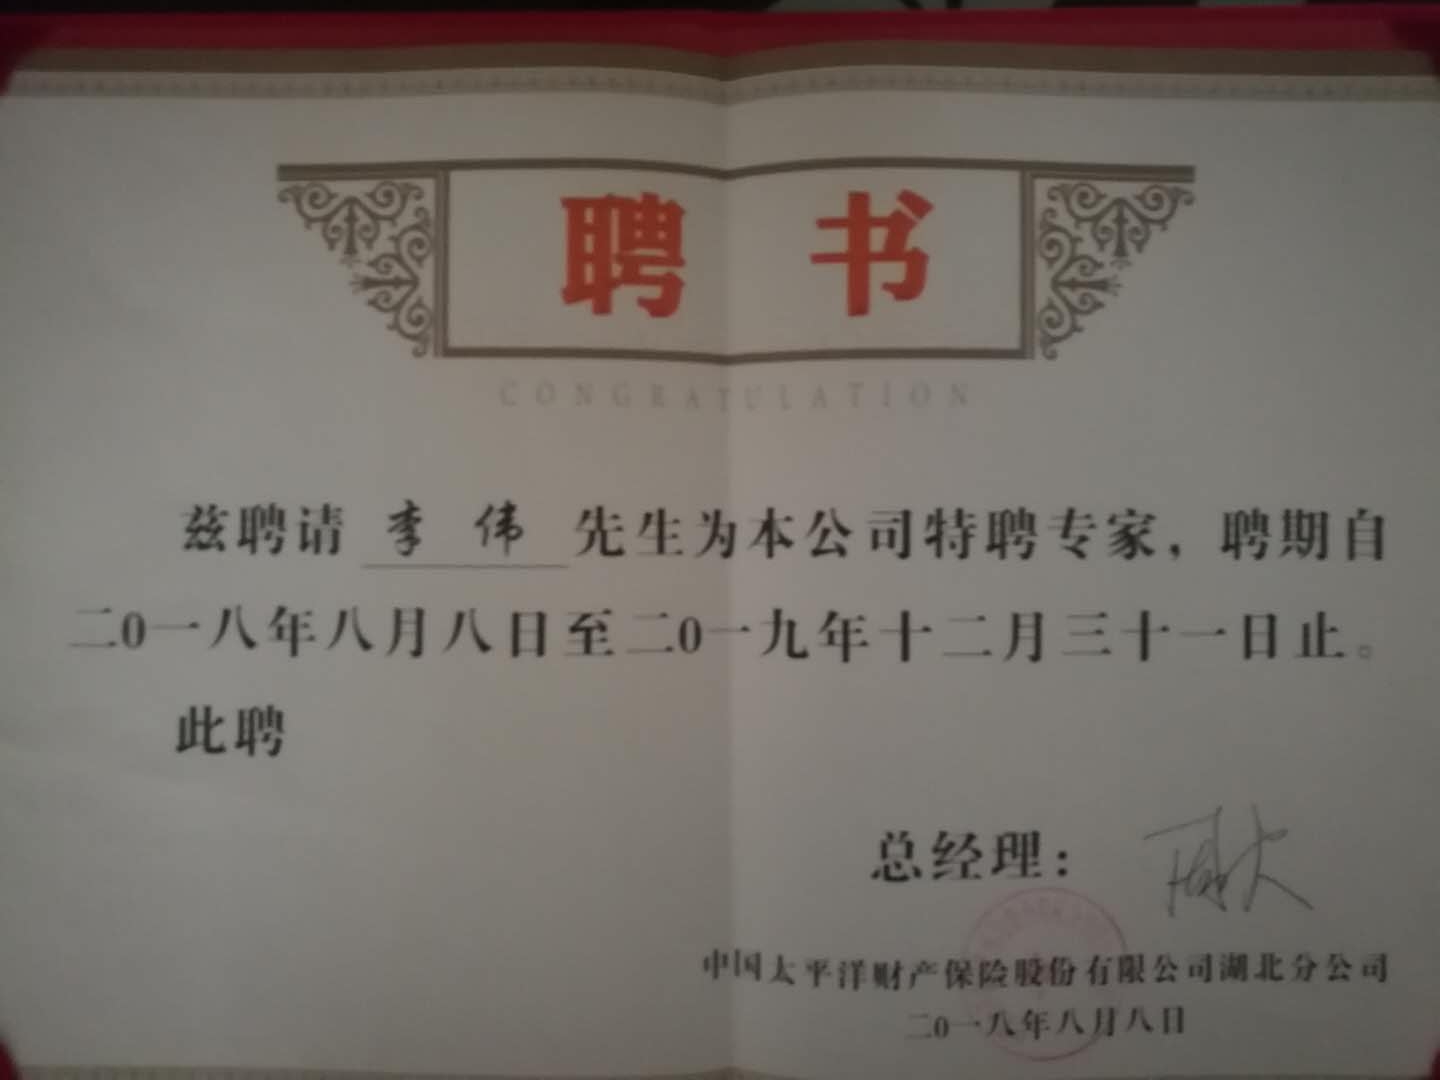 聘 书
CONGRATULATION
兹聘请 李 伟 先生为本公司特聘专家，聘期自
二0一八年八月八日至二0一九年十二月三十一日止。
此聘
总经理：
中国太平洋财产保险股份有限公司湖北分公司
二0一八年八月八日